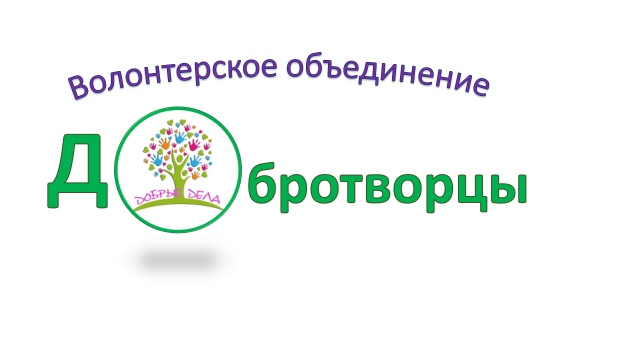 Волонтерское объединение
Д бротворцы
ДОБРЫЕ ДЕЛА